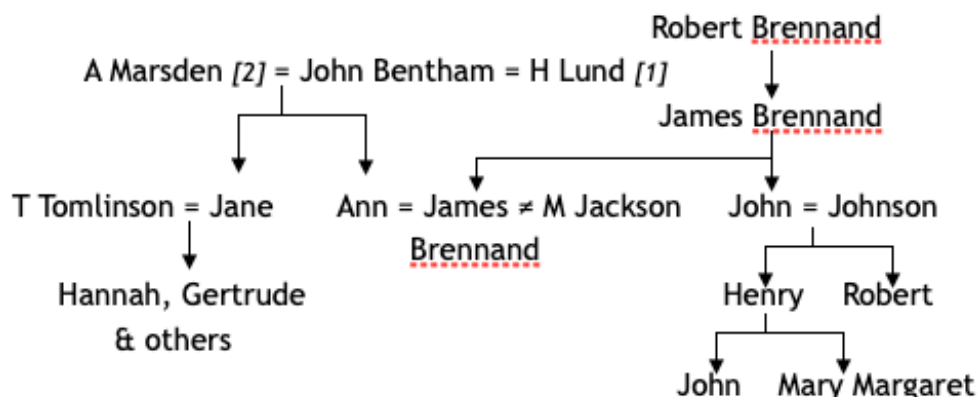 Robert Brennand
A Marsden [2] = John Bentham = H Lund [1]
James Brennand
T Tomlinson = Jane
Ann = James ≠ M Jackson
Brennand
John = Johnson
Hannah, Gertrude
& others
Henry
Robert
John
Mary Margaret